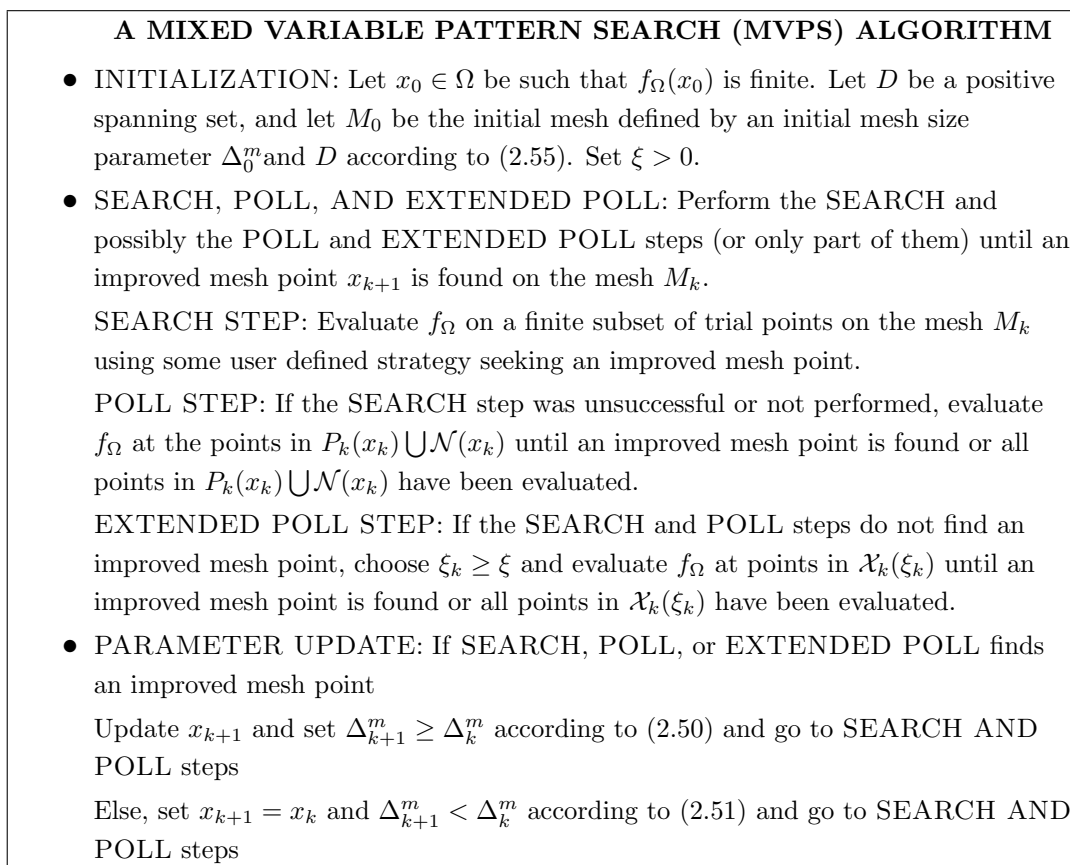 A MIXED VARIABLE PATTERN SEARCH (MVPS) ALGORITHM
• INITIALIZATION: Let x₀ ∈ Ω be such that f_Ω(x₀) is finite. Let D be a positive
spanning set, and let M₀ be the initial mesh defined by an initial mesh size
parameter Δ₀ᵐand D according to (2.55). Set ξ > 0.
• SEARCH, POLL, AND EXTENDED POLL: Perform the SEARCH and
possibly the POLL and EXTENDED POLL steps (or only part of them) until an
improved mesh point x_{k+1} is found on the mesh M_k.
SEARCH STEP: Evaluate f_Ω on a finite subset of trial points on the mesh M_k
using some user defined strategy seeking an improved mesh point.
POLL STEP: If the SEARCH step was unsuccessful or not performed, evaluate
f_Ω at the points in P_k(x_k) ⋃ 𝒩(x_k) until an improved mesh point is found or all
points in P_k(x_k) ⋃ 𝒩(x_k) have been evaluated.
EXTENDED POLL STEP: If the SEARCH and POLL steps do not find an
improved mesh point, choose ξ_k ≥ ξ and evaluate f_Ω at points in 𝒳_k(ξ_k) until an
improved mesh point is found or all points in 𝒳_k(ξ_k) have been evaluated.
• PARAMETER UPDATE: If SEARCH, POLL, or EXTENDED POLL finds
an improved mesh point
Update x_{k+1} and set Δ^m_{k+1} ≥ Δ^m_k according to (2.50) and go to SEARCH AND
POLL steps
Else, set x_{k+1} = x_k and Δ^m_{k+1} < Δ^m_k according to (2.51) and go to SEARCH AND
POLL steps